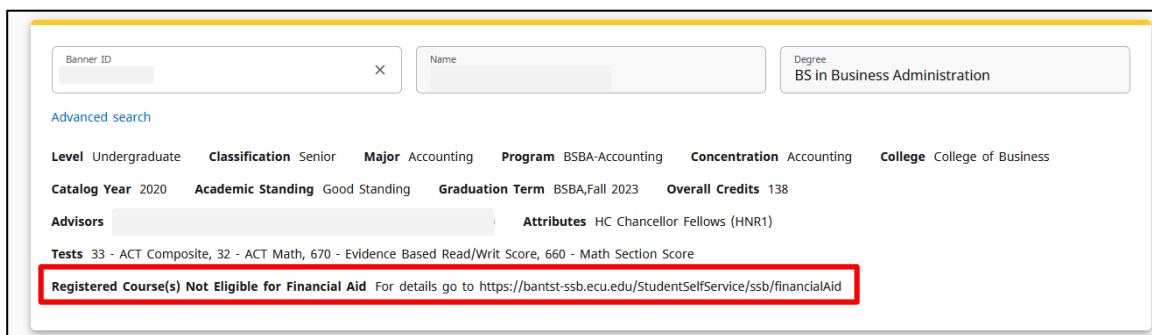 Banner ID
Name
Degree
BS in Business Administration
Advanced search
Level Undergraduate Classification Senior Major Accounting Program BSBA-Accounting Concentration Accounting College College of Business
Catalog Year 2020 Academic Standing Good Standing Graduation Term BSBA,Fall 2023 Overall Credits 138
Advisors Attributes HC Chancellor Fellows (HNR1)
Tests 33 - ACT Composite, 32 - ACT Math, 670 - Evidence Based Read/Writ Score, 660 - Math Section Score
Registered Course(s) Not Eligible for Financial Aid For details go to https://bantst-ssb.ecu.edu/StudentSelfService/ssb/financialAid